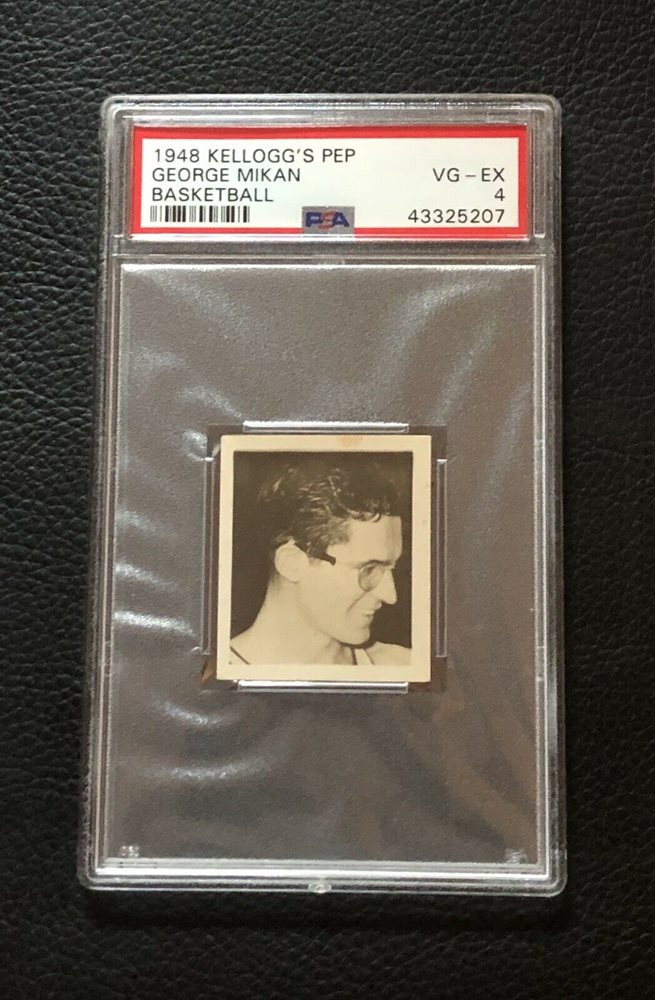 1948 KELLOGG'S PEP
GEORGE MIKAN VG - EX
BASKETBALL 4
PSA 43325207